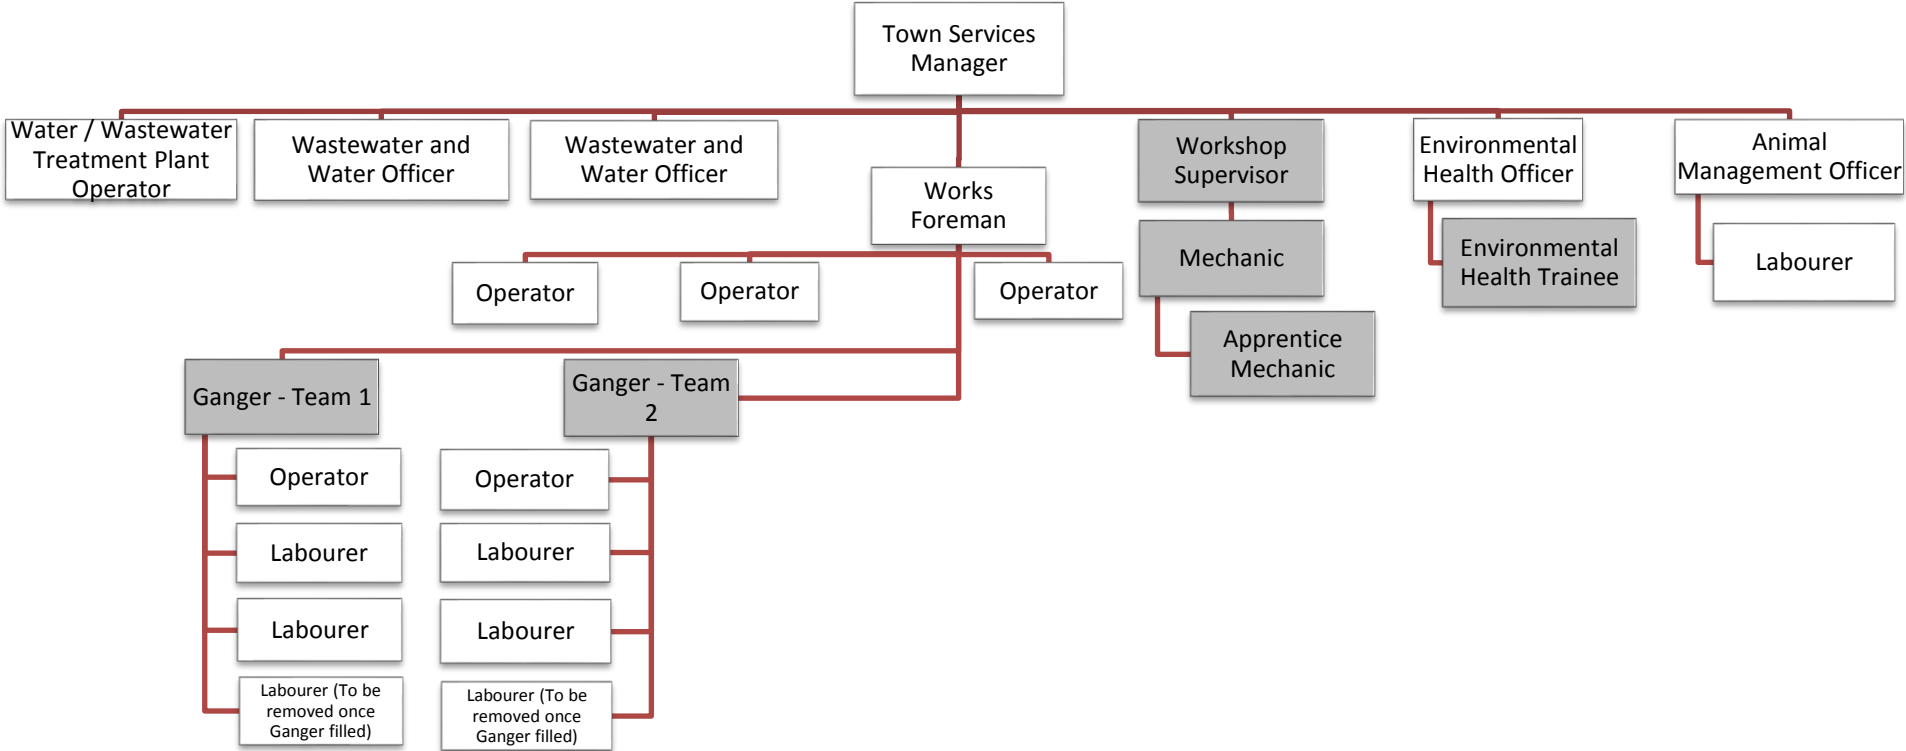 Town Services
Manager
Water / Wastewater
Treatment Plant
Operator
Wastewater and
Water Officer
Wastewater and
Water Officer
Works
Foreman
Workshop
Supervisor
Environmental
Health Officer
Animal
Management Officer
Mechanic
Environmental
Health Trainee
Labourer
Operator
Operator
Operator
Apprentice
Mechanic
Ganger - Team 1
Ganger - Team
2
Operator
Labourer
Labourer
Labourer (To be
removed once
Ganger filled)
Operator
Labourer
Labourer
Labourer (To be
removed once
Ganger filled)